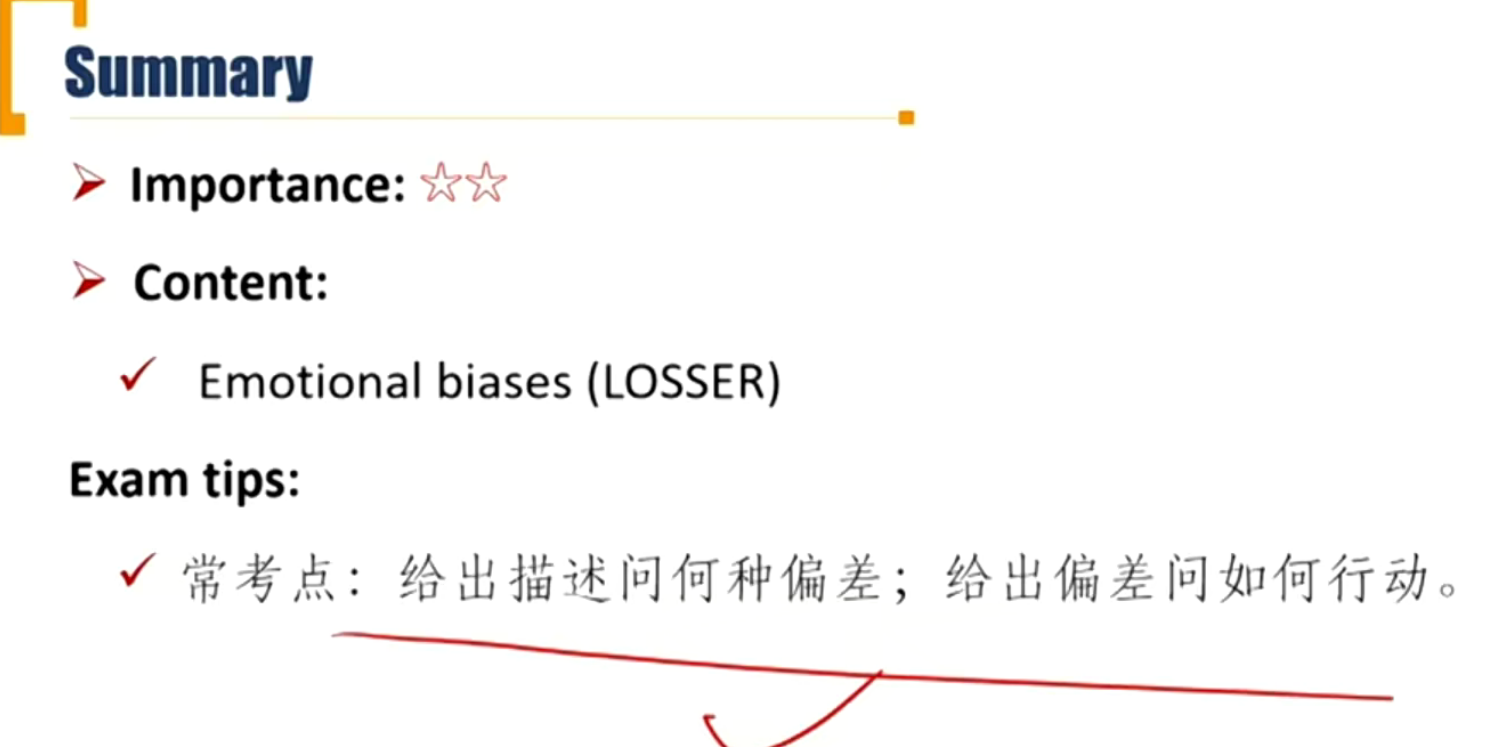 Summary
Importance: ☆☆
Content:
Emotional biases (LOSSER)
Exam tips:
常考点：给出描述问何种偏差；给出偏差问如何行动。